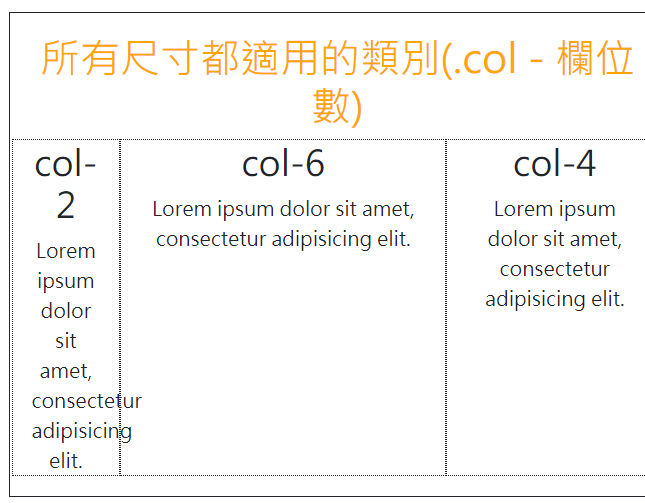 所有尺寸都適用的類別(.col - 欄位
數)
col-
2
Lorem
ipsum
dolor
sit
amet,
consectetur
adipisicing
elit.
col-6
Lorem ipsum dolor sit amet,
consectetur adipisicing elit.
col-4
Lorem ipsum
dolor sit amet,
consectetur
adipisicing elit.